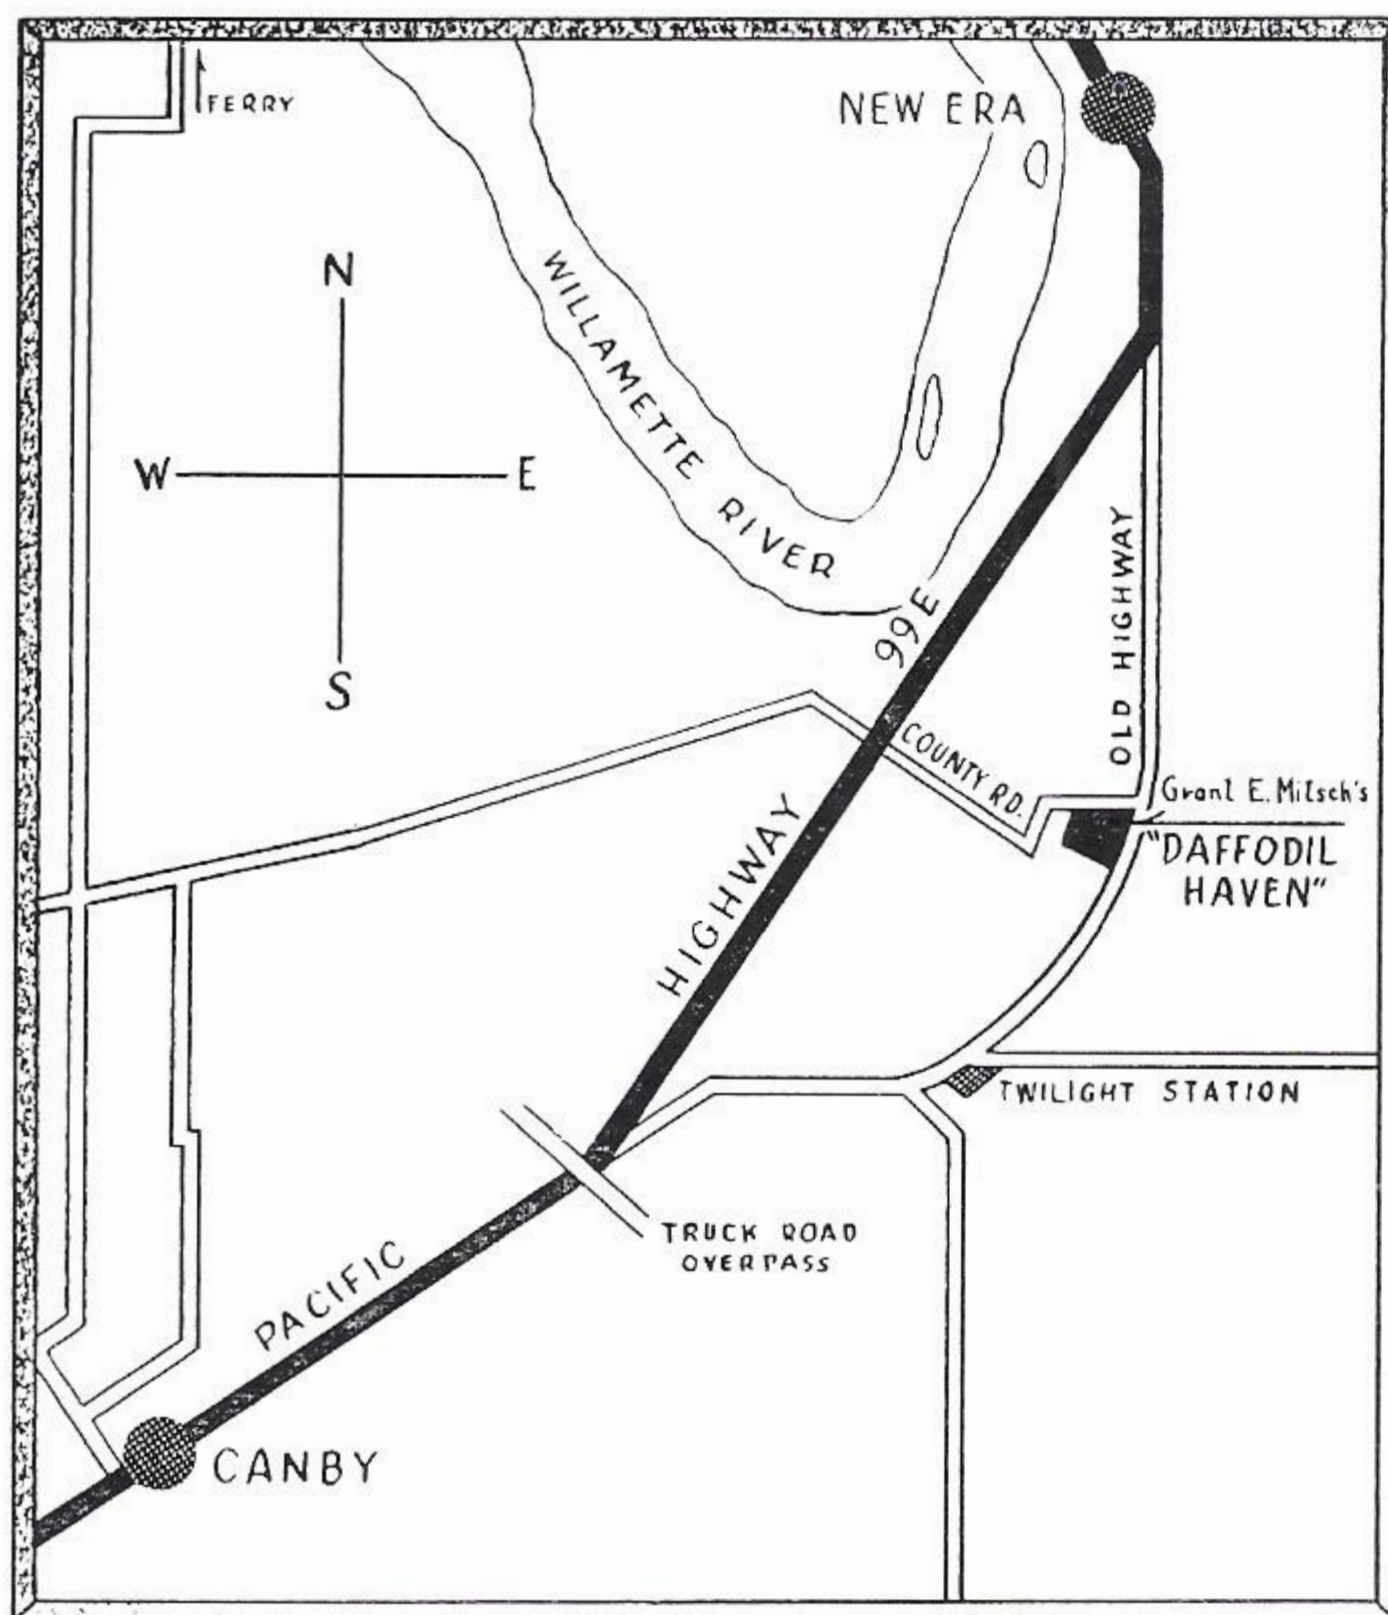 FERRY
NEW ERA
N
W
E
S
WILLAMETTE RIVER
99E
OLD HIGHWAY
COUNTY RD.
Grant E. Mitsch's
"DAFFODIL
HAVEN"
HIGHWAY
TWILIGHT STATION
TRUCK ROAD
OVERPASS
PACIFIC
CANBY